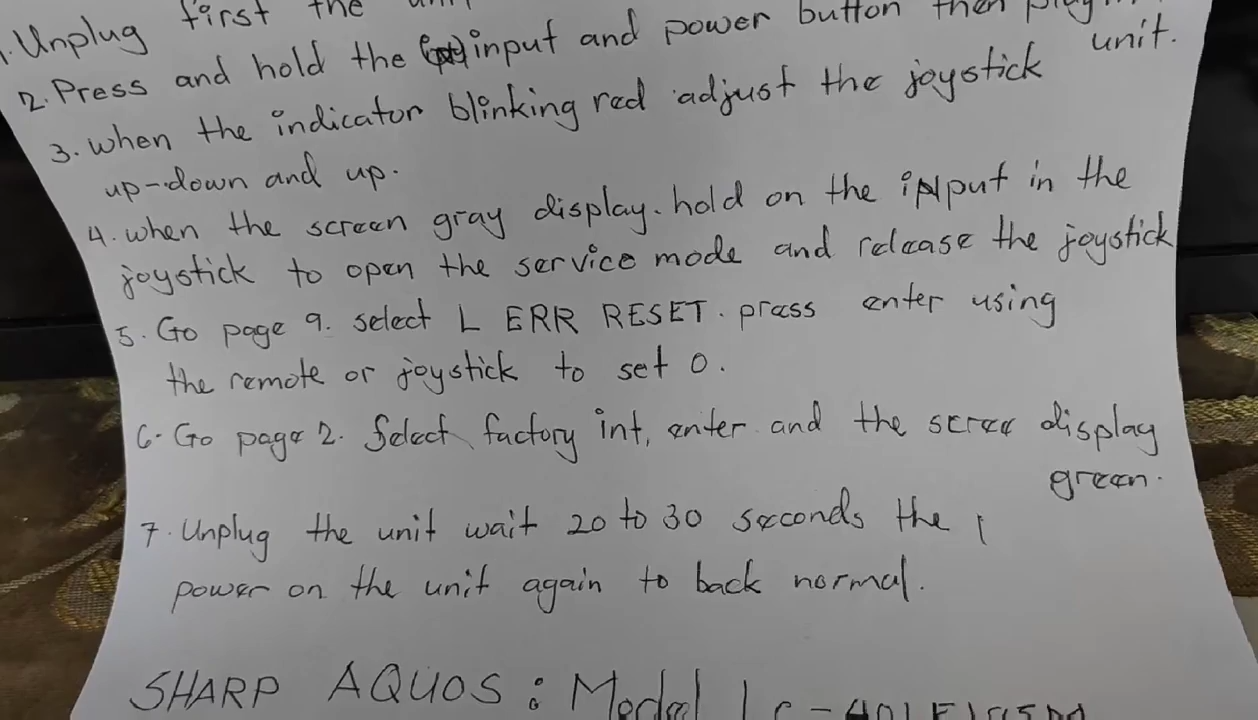 1. Unplug first the unit
2. Press and hold the input and power button then plug
unit.
3. when the indicator blinking red adjust the joystick
up-down and up.
4. when the screen gray display. hold on the iNput in the
joystick to open the service mode and release the joystick
5. Go page 9. select L ERR RESET. press enter using
the remote or joystick to set 0.
6. Go page 2. Select factory int, enter and the scree display
green.
7. Unplug the unit wait 20 to 30 seconds the
power on the unit again to back normal.
SHARP AQUOS : Model